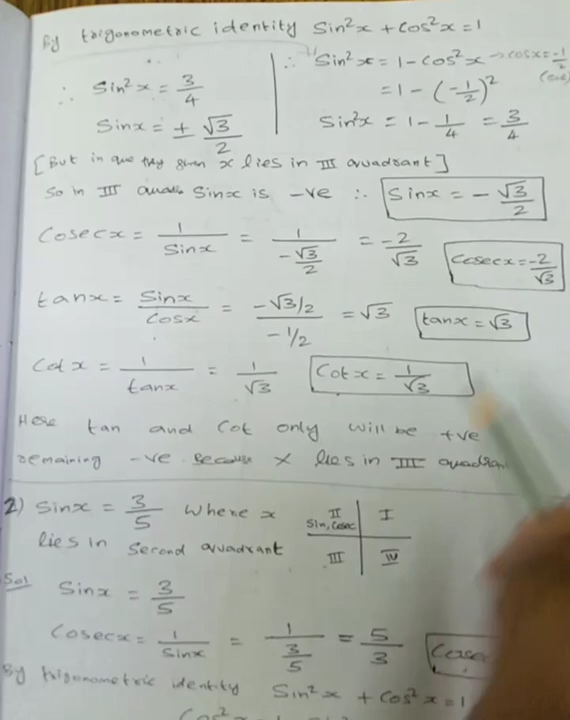 By trigonometric identity Sin²x + Cos²x = 1
∴ Sin²x = 3/4
Sinx = ± √3/2
∴ Sin²x = 1 - Cos²x → cosx = -1/2
= 1 - (-1/2)²
Sin²x = 1 - 1/4 = 3/4
[But in que they given x lies in III quadrant]
So in III Sinx is -ve ∴ Sinx = - √3/2
Cosecx = 1/Sinx = 1/(-√3/2) = -2/√3 Cosecx = -2/√3
tanx = Sinx/Cosx = (-√3/2)/(-1/2) = √3 tanx = √3
Cot x = 1/tanx = 1/√3 Cotx = 1/√3
Here tan and Cot only will be +ve
remaining -ve Because x lies in III quadran
2) Sinx = 3/5 where x
lies in second quadrant
II I
Sin, Cosec
III IV
Sol Sinx = 3/5
Cosecx = 1/Sinx = 1/(3/5) = 5/3 Cosec
By trigonometric identity Sin²x + Cos²x = 1
Cos²